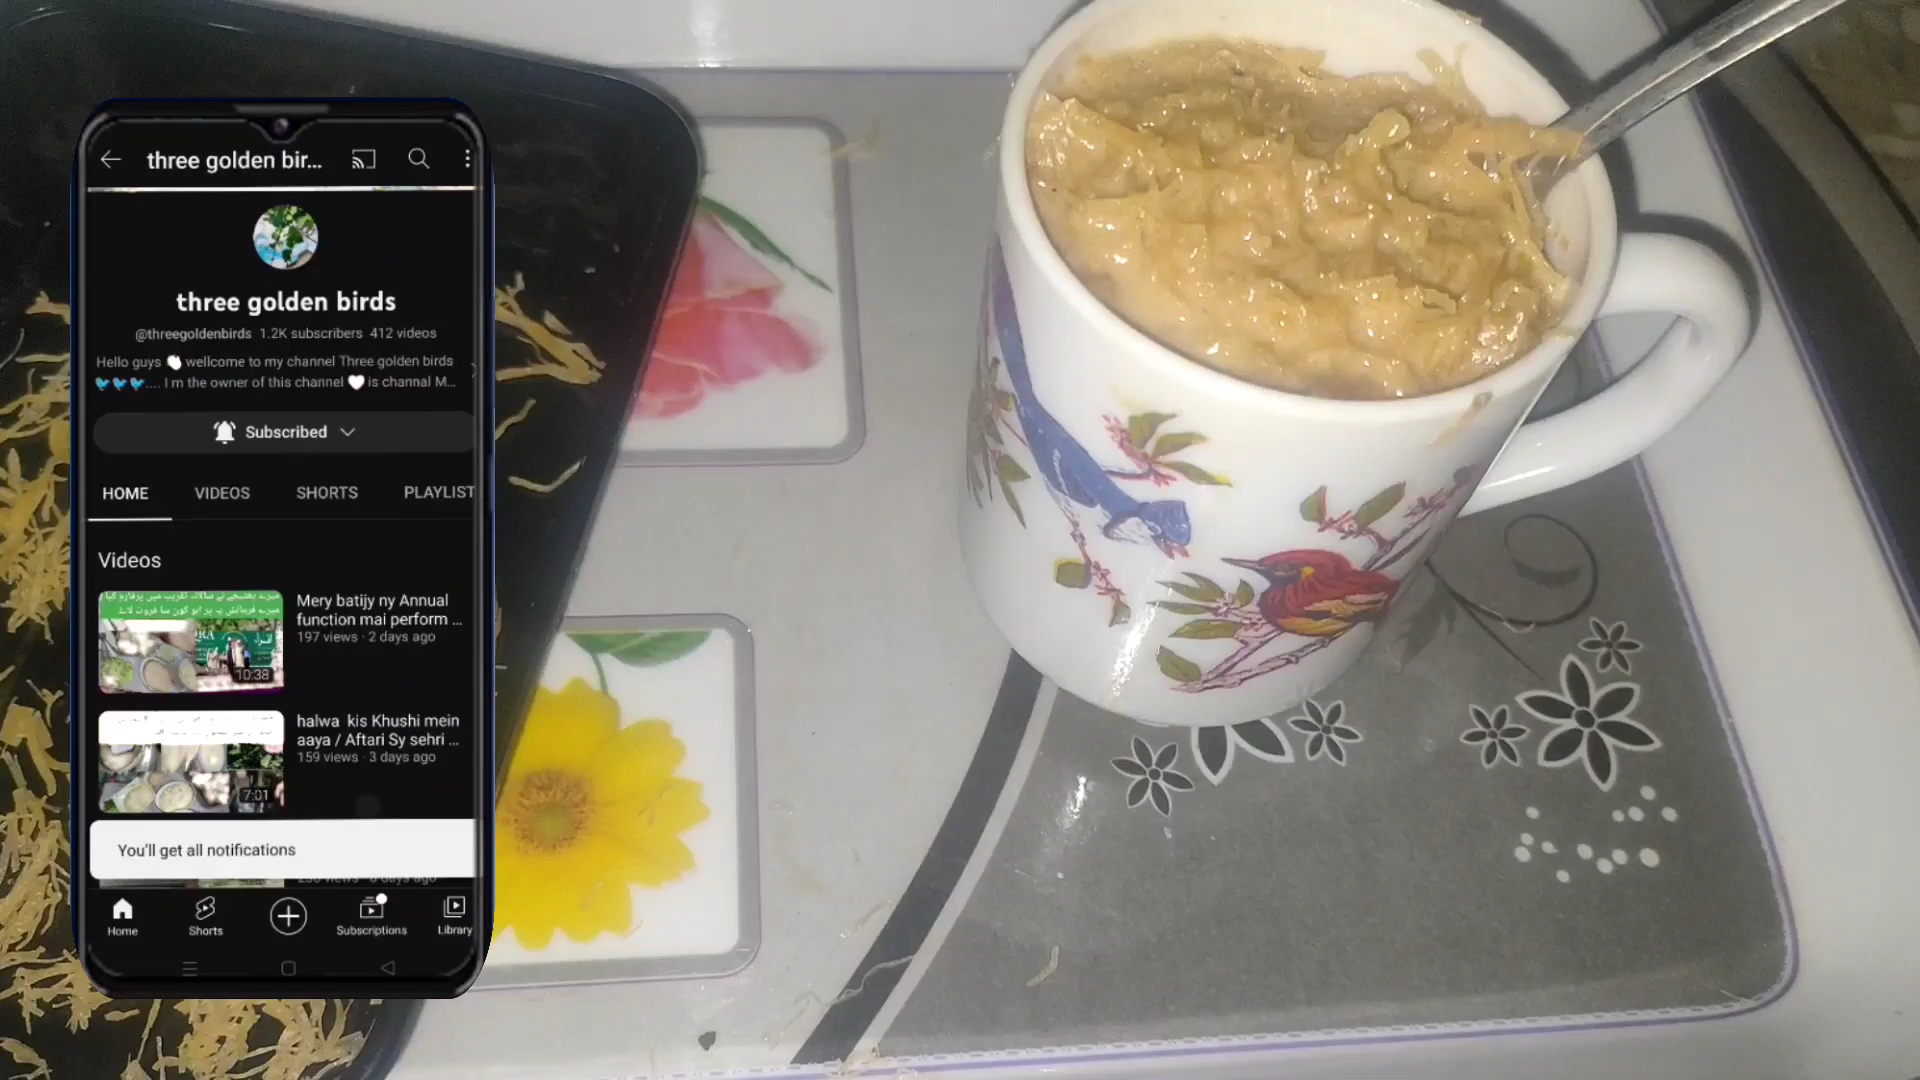 three golden bir...
three golden birds
@threegoldenbirds 1.2K subscribers 412 videos
Hello guys 👏 wellcome to my channel Three golden birds
🐦🐦🐦.... I m the owner of this channel 🤍 is channal M...
Subscribed
HOME VIDEOS SHORTS PLAYLIST
Videos
Mery batijy ny Annual
function mai perform ...
197 views · 2 days ago
10:38
halwa kis Khushi mein
aaya / Aftari Sy sehri ...
159 views · 3 days ago
7:01
You'll get all notifications
Home Shorts Subscriptions Library